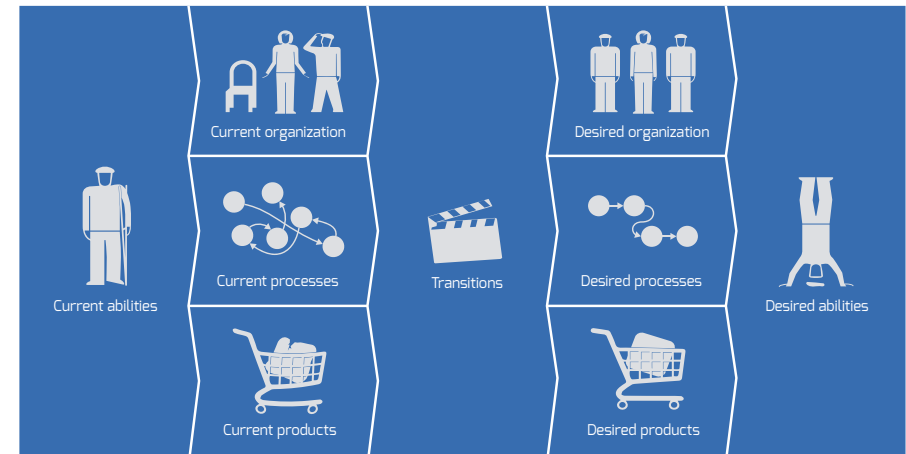 Current abilities
Current organization
Current processes
Current products
Transitions
Desired organization
Desired processes
Desired products
Desired abilities